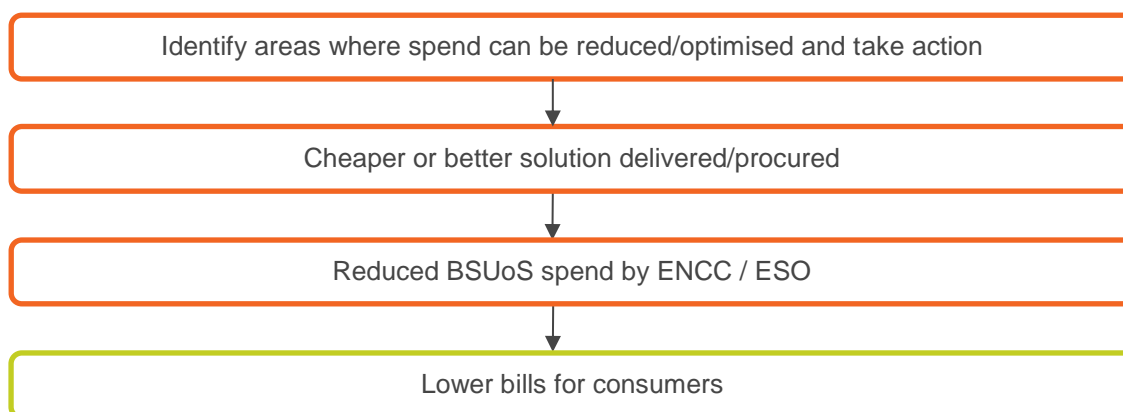 Identify areas where spend can be reduced/optimised and take action
Cheaper or better solution delivered/procured
Reduced BSUoS spend by ENCC / ESO
Lower bills for consumers